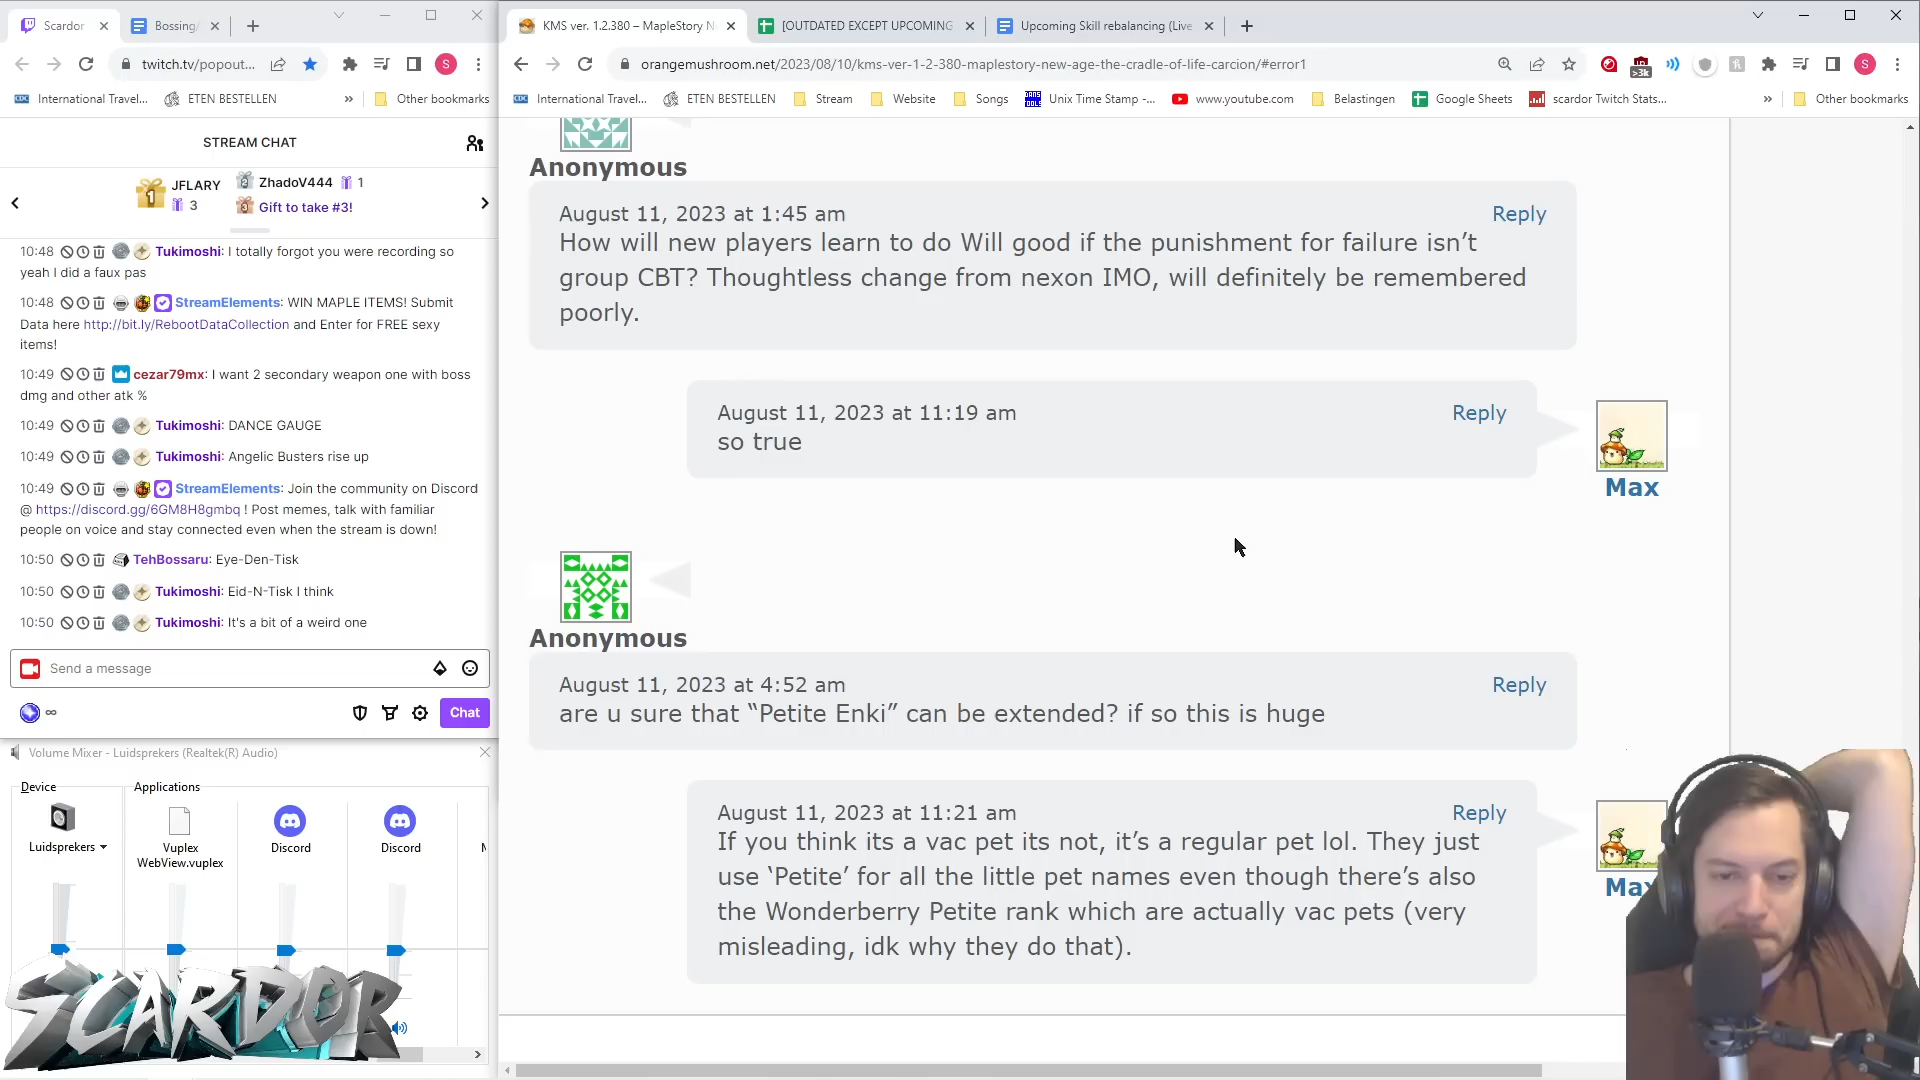 Scardor
Bossing/
KMS ver. 1.2.380 – MapleStory N
[OUTDATED EXCEPT UPCOMING
Upcoming Skill rebalancing (Live
twitch.tv/popout...
orangemushroom.net/2023/08/10/kms-ver-1-2-380-maplestory-new-age-the-cradle-of-life-carcion/#error1
>3k
S
S
International Travel...
ETEN BESTELLEN
»
Other bookmarks
International Travel...
ETEN BESTELLEN
Stream
Website
Songs
Unix Time Stamp -...
www.youtube.com
Belastingen
Google Sheets
scardor Twitch Stats...
»
Other bookmarks
STREAM CHAT
JFLARY
3
ZhadoV444 1
Gift to take #3!
10:48 Tukimoshi: I totally forgot you were recording so
yeah I did a faux pas
10:48 StreamElements: WIN MAPLE ITEMS! Submit
Data here http://bit.ly/RebootDataCollection and Enter for FREE sexy
items!
10:49 cezar79mx: I want 2 secondary weapon one with boss
dmg and other atk %
10:49 Tukimoshi: DANCE GAUGE
10:49 Tukimoshi: Angelic Busters rise up
10:49 StreamElements: Join the community on Discord
@ https://discord.gg/6GM8H8gmbq ! Post memes, talk with familiar
people on voice and stay connected even when the stream is down!
10:50 TehBossaru: Eye-Den-Tisk
10:50 Tukimoshi: Eid-N-Tisk I think
10:50 Tukimoshi: It's a bit of a weird one
Send a message
∞
Chat
Volume Mixer - Luidsprekers (Realtek(R) Audio)
Device
Applications
Luidsprekers
Vuplex
WebView.vuplex
Discord
Discord
SCARDOR
Anonymous
August 11, 2023 at 1:45 am
Reply
How will new players learn to do Will good if the punishment for failure isn’t
group CBT? Thoughtless change from nexon IMO, will definitely be remembered
poorly.
August 11, 2023 at 11:19 am
Reply
so true
Max
Anonymous
August 11, 2023 at 4:52 am
Reply
are u sure that “Petite Enki” can be extended? if so this is huge
August 11, 2023 at 11:21 am
Reply
If you think its a vac pet its not, it’s a regular pet lol. They just
use ‘Petite’ for all the little pet names even though there’s also
the Wonderberry Petite rank which are actually vac pets (very
misleading, idk why they do that).
Max